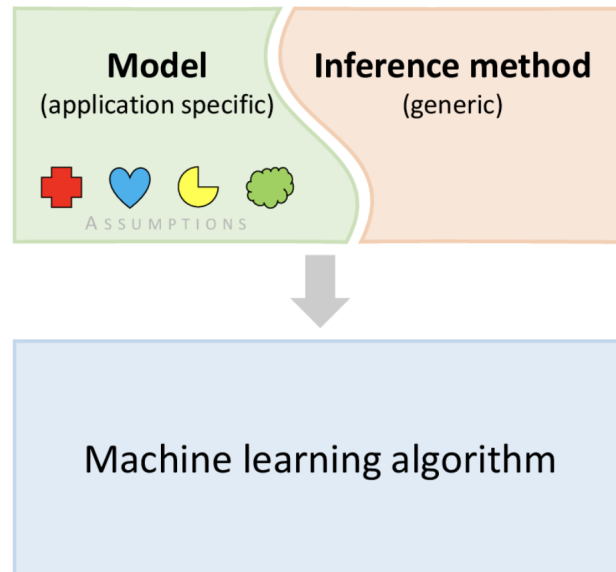 Model
(application specific)
Inference method
(generic)
ASSUMPTIONS
Machine learning algorithm